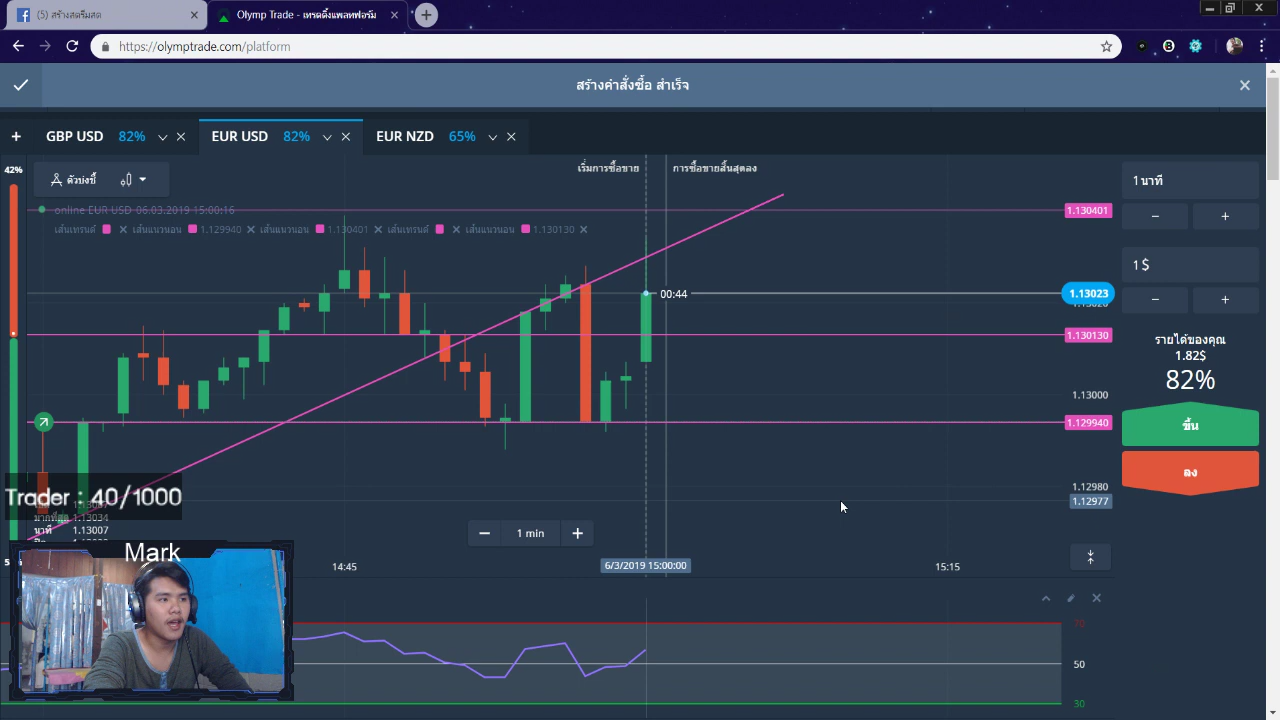 (5) สร้างสตรีมสด
Olymp Trade - เทรดดิ้งแพลทฟอร์ม
https://olymptrade.com/platform
สร้างคำสั่งซื้อ สำเร็จ
GBP USD 82%
EUR USD 82%
EUR NZD 65%
42%
ตัวบ่งชี้
เริ่มการซื้อขาย
การซื้อขายสิ้นสุดลง
online EUR USD 06.03.2019 15:00:16
เส้นเทรนด์
เส้นแนวนอน 1.129940
เส้นแนวนอน 1.130401
เส้นเทรนด์
เส้นแนวนอน 1.130130
1.130401
00:44
1.13023
1.130130
1.13000
1.129940
1.12980
1.12977
1 นาที
1 $
รายได้ของคุณ
1.82$
82%
ขึ้น
ลง
Trader : 40/1000
มากที่สุด 1.13034
นาที 1.13007
1 min
14:45
6/3/2019 15:00:00
15:15
Mark
70
50
30